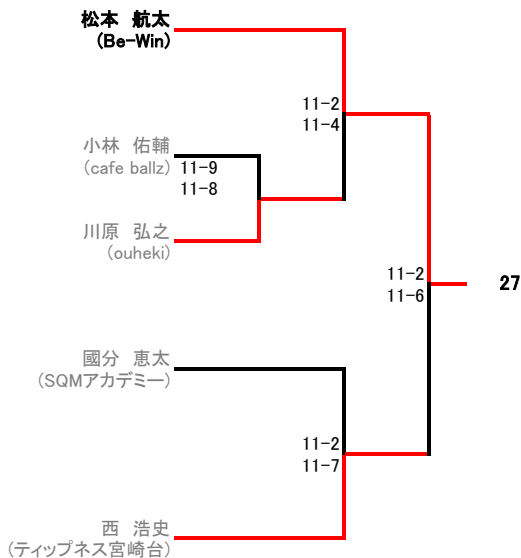 松本 航太
(Be-Win)
11-2
11-4
小林 佑輔
(cafe ballz)
11-9
11-8
川原 弘之
(ouheki)
11-2
11-6
27
國分 恵太
(SQMアカデミー)
11-2
11-7
西 浩史
(ティップネス宮崎台)